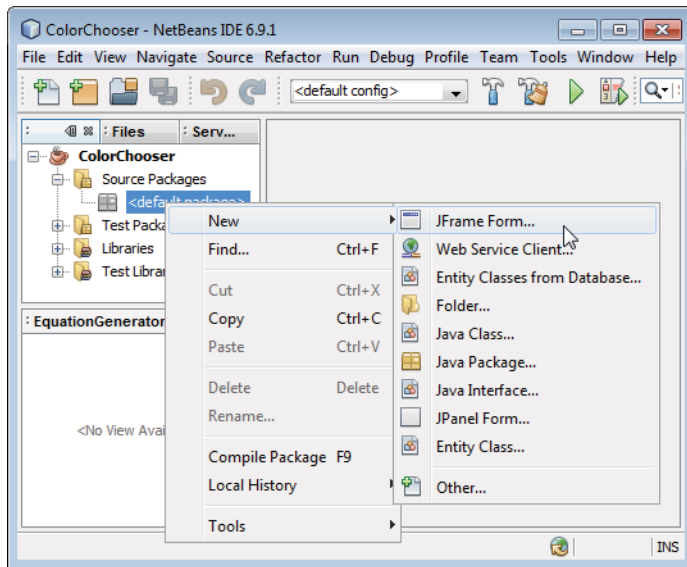 ColorChooser - NetBeans IDE 6.9.1
File Edit View Navigate Source Refactor Run Debug Profile Team Tools Window Help
<default config>
Files Serv...
ColorChooser
Source Packages
<default package>
Test Packa
Libraries
Test Librar
EquationGenerator
<No View Avai
New
Find... Ctrl+F
Cut Ctrl+X
Copy Ctrl+C
Paste Ctrl+V
Delete Delete
Rename...
Compile Package F9
Local History
Tools
JFrame Form...
Web Service Client...
Entity Classes from Database...
Folder...
Java Class...
Java Package...
Java Interface...
JPanel Form...
Entity Class...
Other...
INS